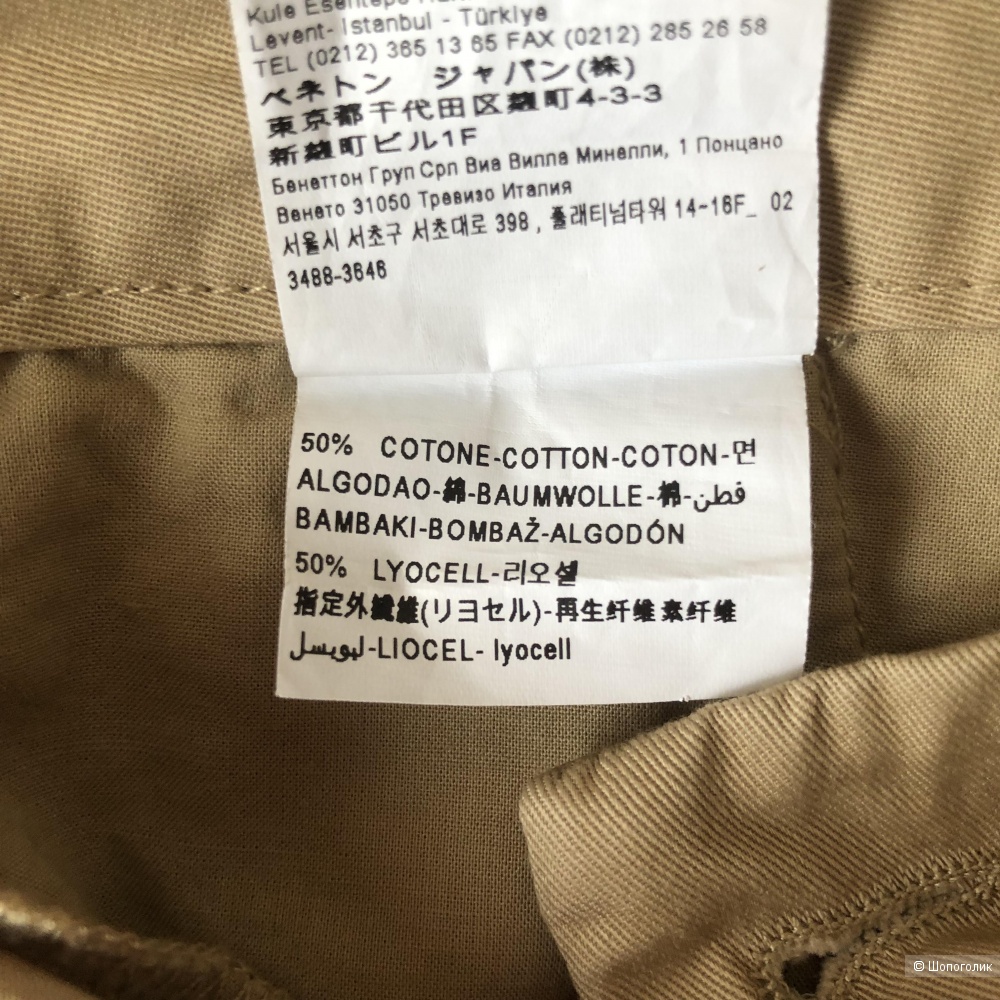 Kule Esentepe
Levent- Istanbul - Türkiye
TEL (0212) 365 13 65 FAX (0212) 285 26 58
ベネトン ジャパン(株)
東京都千代田区麹町4-3-3
新麹町ビル1F
Бенеттон Груп Срл Виа Вилла Минелли, 1 Понцано
Венето 31050 Тревизо Италия
서울시 서초구 서초대로 398 , 플래티넘타워 14-16F_ 02
3488-3646
50% COTONE-COTTON-COTON-면
ALGODAO-綿-BAUMWOLLE-棉-قطن
BAMBAKI-BOMBAŽ-ALGODÓN
50% LYOCELL-리오셀
指定外繊維(リヨセル)-再生纤维素纤维
ليويسل-LIOCEL- lyocell
© Шопоголик